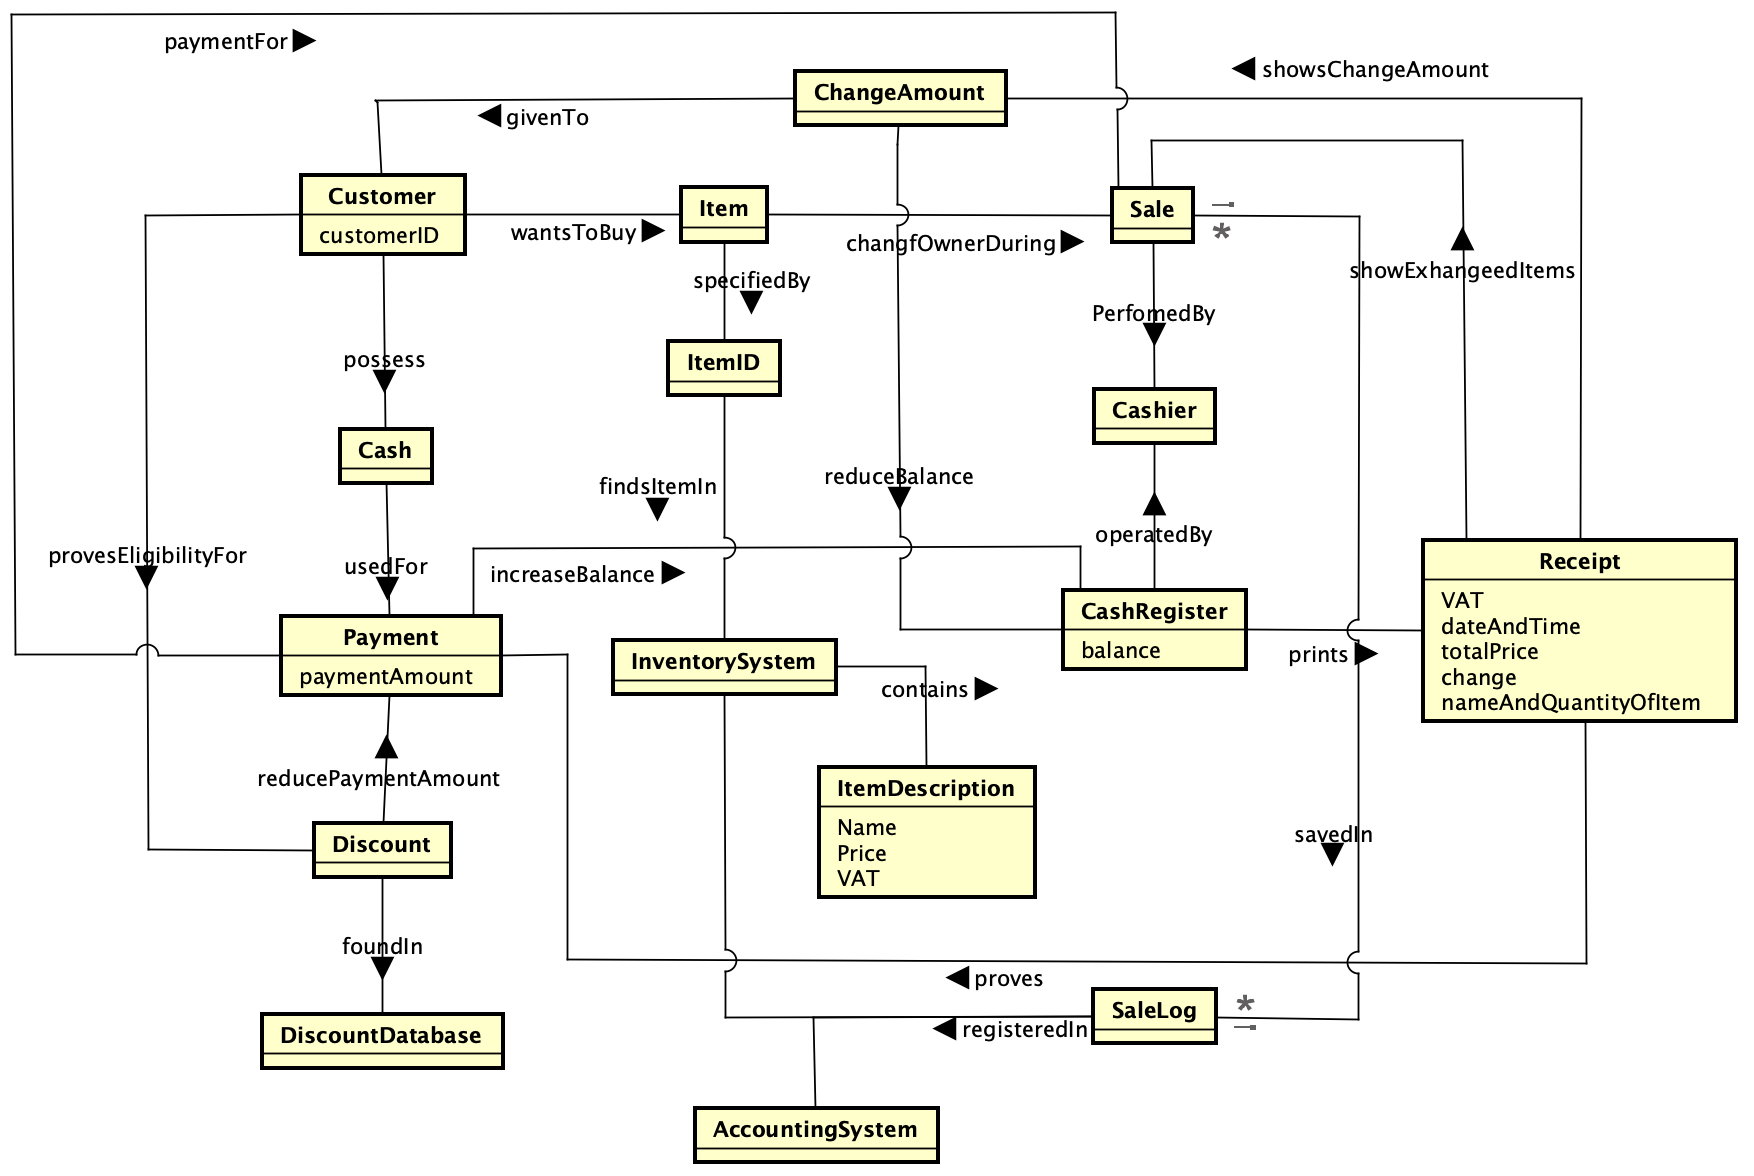 paymentFor
showsChangeAmount
ChangeAmount
givenTo
Customer
customerID
wantsToBuy
Item
changfOwnerDuring
Sale
*
specifiedBy
showExhangeedItems
PerfomedBy
possess
ItemID
Cashier
Cash
findsItemIn
reduceBalance
operatedBy
provesEligibilityFor
usedFor
increaseBalance
Receipt
VAT
dateAndTime
totalPrice
change
nameAndQuantityOfItem
CashRegister
balance
prints
Payment
paymentAmount
InventorySystem
contains
reducePaymentAmount
ItemDescription
Name
Price
VAT
Discount
savedIn
foundIn
proves
SaleLog
*
registeredIn
DiscountDatabase
AccountingSystem